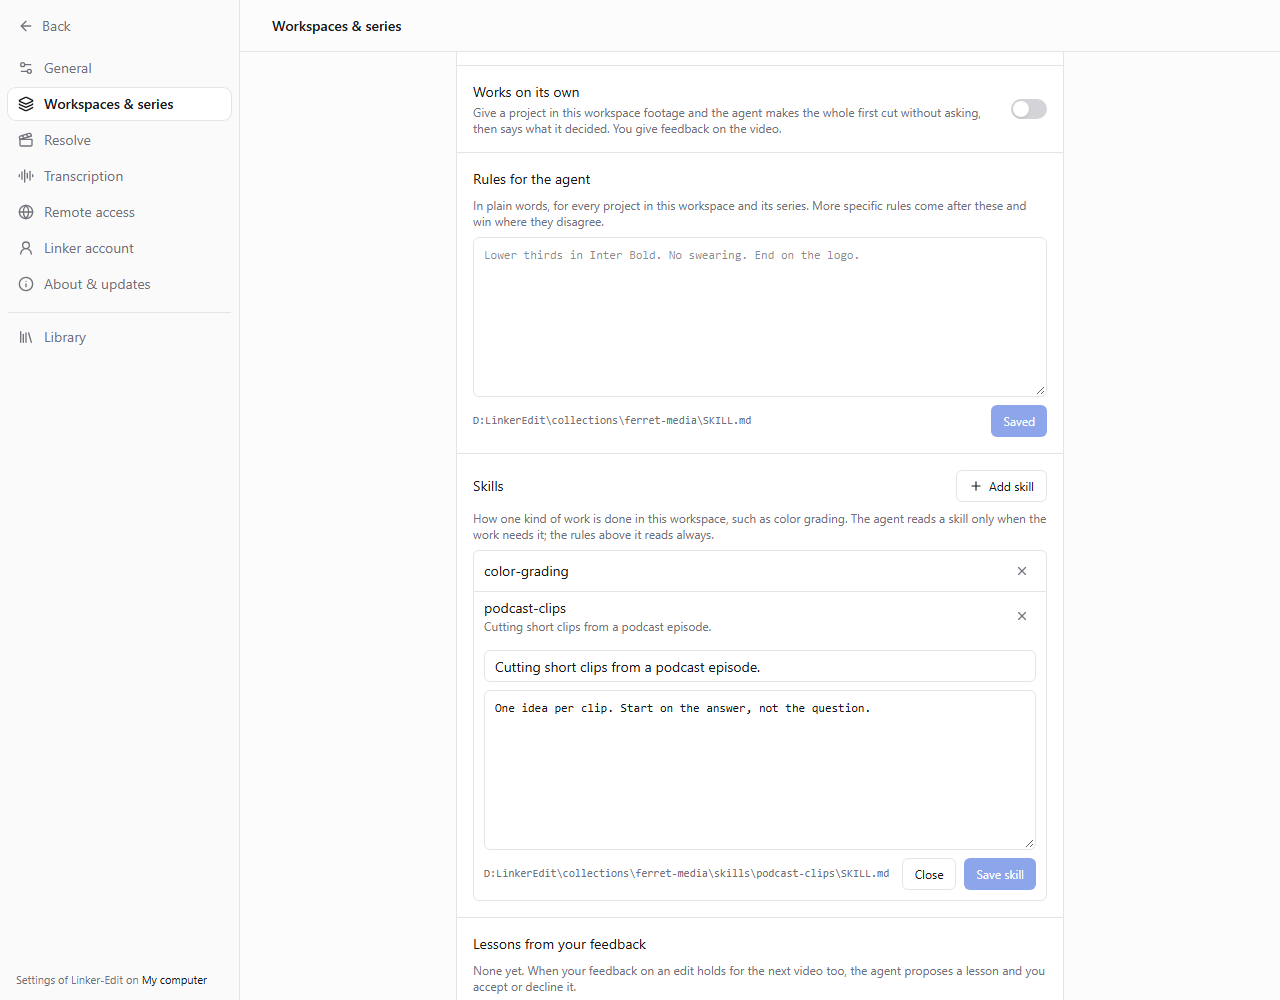 Back
General
Workspaces & series
Resolve
Transcription
Remote access
Linker account
About & updates
Library
Settings of Linker-Edit on My computer
Workspaces & series
Works on its own
Give a project in this workspace footage and the agent makes the whole first cut without asking,
then says what it decided. You give feedback on the video.
Rules for the agent
In plain words, for every project in this workspace and its series. More specific rules come after these and
win where they disagree.
Lower thirds in Inter Bold. No swearing. End on the logo.
D:LinkerEdit\collections\ferret-media\SKILL.md
Saved
Skills
+ Add skill
How one kind of work is done in this workspace, such as color grading. The agent reads a skill only when the
work needs it; the rules above it reads always.
color-grading
podcast-clips
Cutting short clips from a podcast episode.
Cutting short clips from a podcast episode.
One idea per clip. Start on the answer, not the question.
D:LinkerEdit\collections\ferret-media\skills\podcast-clips\SKILL.md
Close
Save skill
Lessons from your feedback
None yet. When your feedback on an edit holds for the next video too, the agent proposes a lesson and you
accept or decline it.